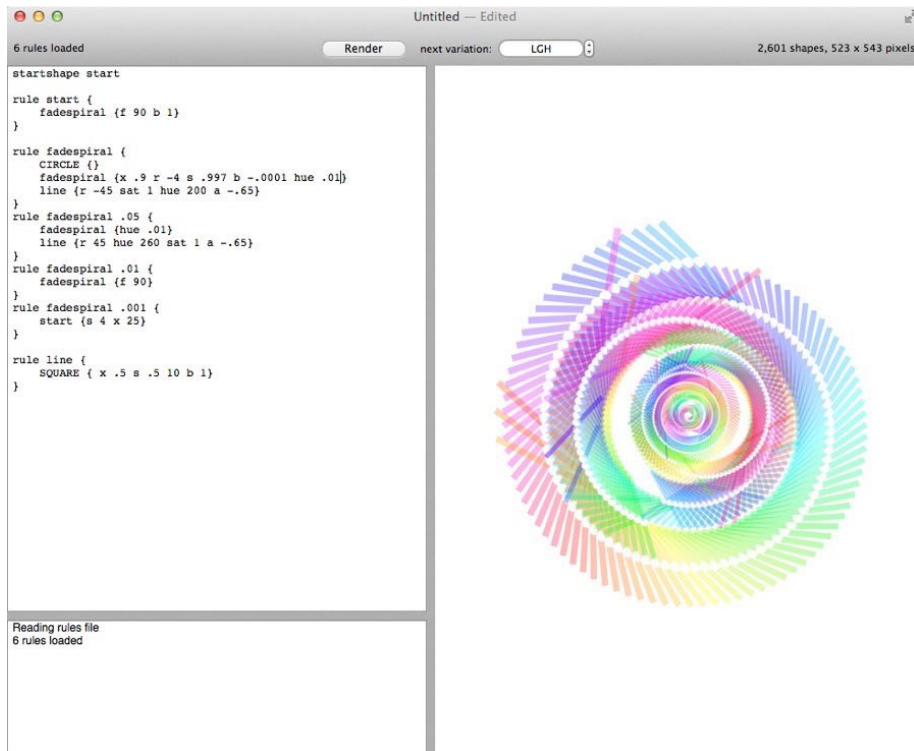 Untitled — Edited
6 rules loaded
Render
next variation:
LGH
2,601 shapes, 523 x 543 pixels
startshape start
rule start {
fadespiral {f 90 b 1}
}
rule fadespiral {
CIRCLE {}
fadespiral {x .9 r -4 s .997 b -.0001 hue .01}
line {r -45 sat 1 hue 200 a -.65}
}
rule fadespiral .05 {
fadespiral {hue .01}
line {r 45 hue 260 sat 1 a -.65}
}
rule fadespiral .01 {
fadespiral {f 90}
}
rule fadespiral .001 {
start {s 4 x 25}
}
rule line {
SQUARE { x .5 s .5 10 b 1}
}
Reading rules file
6 rules loaded